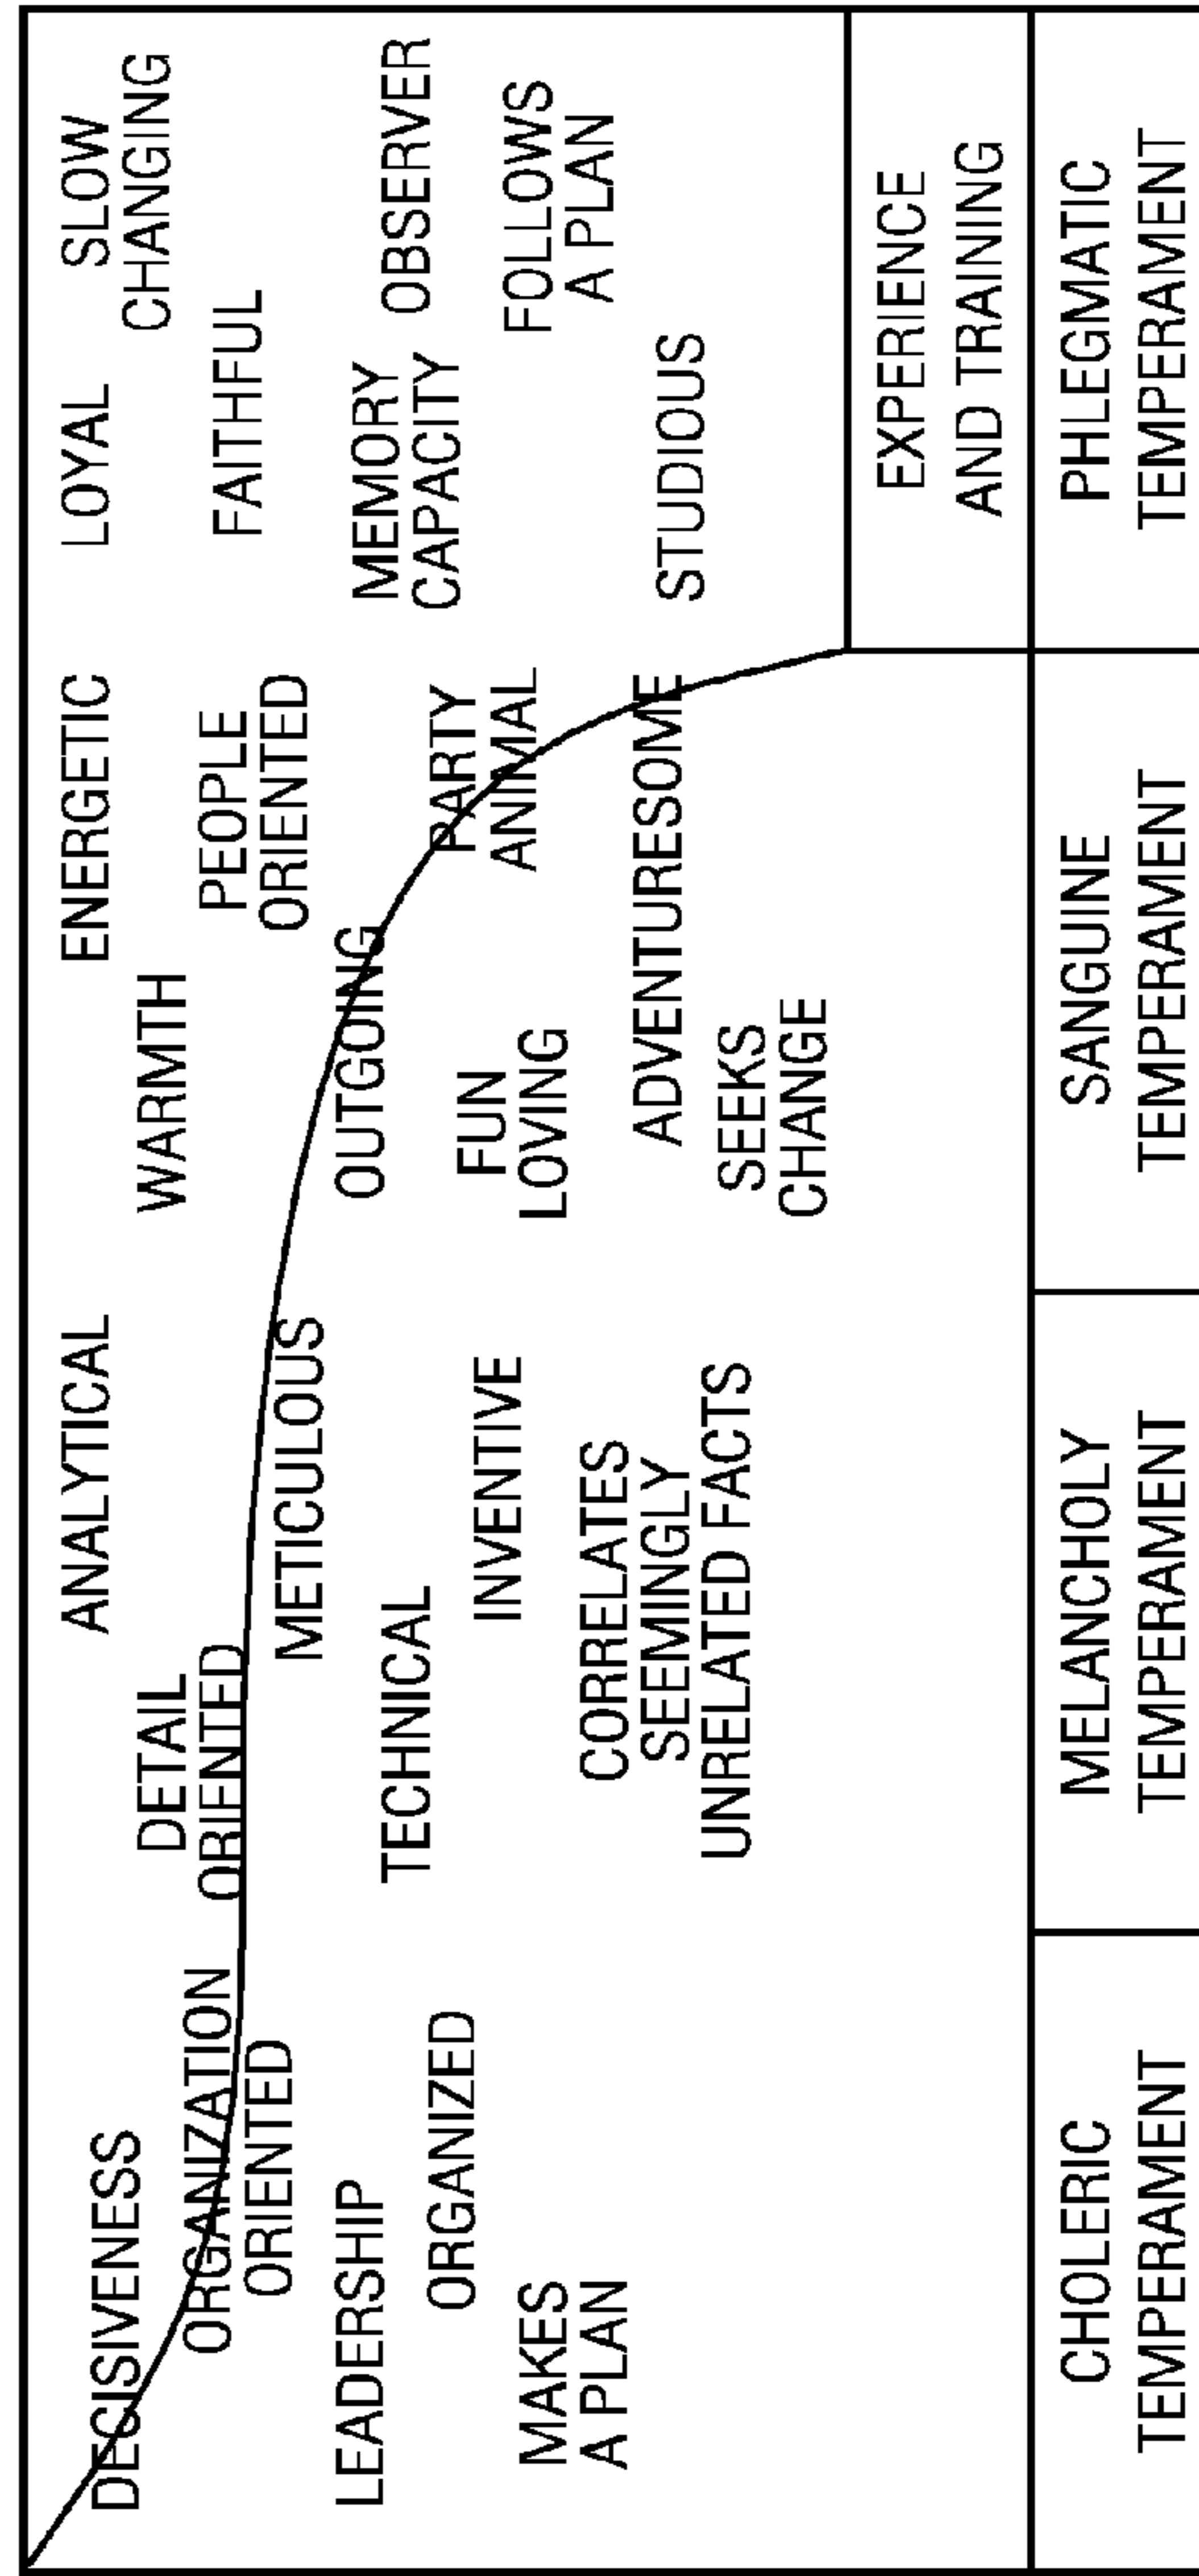 DECISIVENESS
ORGANIZATION
ORIENTED
LEADERSHIP
ORGANIZED
MAKES
A PLAN
ANALYTICAL
DETAIL
ORIENTED
METICULOUS
TECHNICAL
INVENTIVE
CORRELATES
SEEMINGLY
UNRELATED FACTS
ENERGETIC
WARMTH
PEOPLE
ORIENTED
OUTGOING
PARTY
ANIMAL
FUN
LOVING
ADVENTURESOME
SEEKS
CHANGE
LOYAL
SLOW
CHANGING
FAITHFUL
MEMORY
CAPACITY
OBSERVER
FOLLOWS
A PLAN
STUDIOUS
EXPERIENCE
AND TRAINING
CHOLERIC
TEMPERAMENT
MELANCHOLY
TEMPERAMENT
SANGUINE
TEMPERAMENT
PHLEGMATIC
TEMPERAMENT